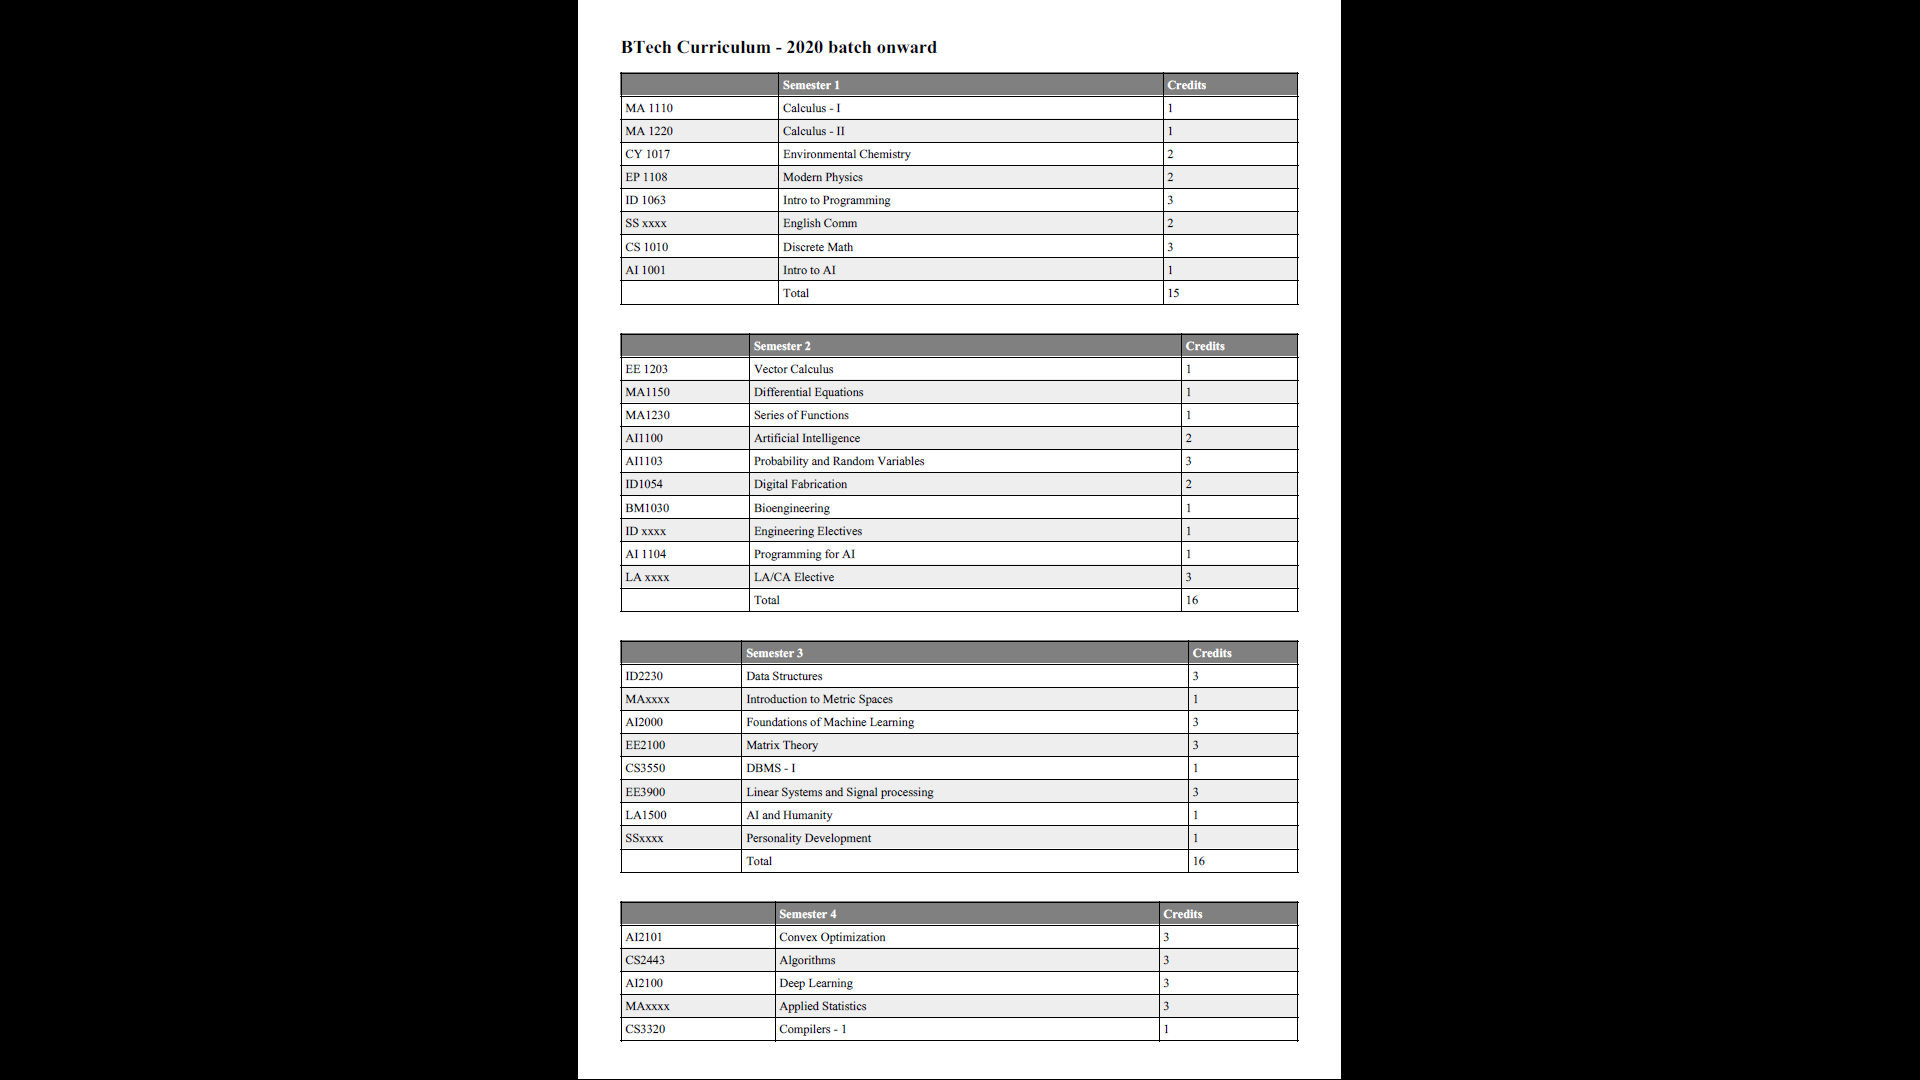 BTech Curriculum - 2020 batch onward
Semester 1 Credits
MA 1110 Calculus - I 1
MA 1220 Calculus - II 1
CY 1017 Environmental Chemistry 2
EP 1108 Modern Physics 2
ID 1063 Intro to Programming 3
SS xxxx English Comm 2
CS 1010 Discrete Math 3
AI 1001 Intro to AI 1
Total 15
Semester 2 Credits
EE 1203 Vector Calculus 1
MA1150 Differential Equations 1
MA1230 Series of Functions 1
AI1100 Artificial Intelligence 2
AI1103 Probability and Random Variables 3
ID1054 Digital Fabrication 2
BM1030 Bioengineering 1
ID xxxx Engineering Electives 1
AI 1104 Programming for AI 1
LA xxxx LA/CA Elective 3
Total 16
Semester 3 Credits
ID2230 Data Structures 3
MAxxxx Introduction to Metric Spaces 1
AI2000 Foundations of Machine Learning 3
EE2100 Matrix Theory 3
CS3550 DBMS - I 1
EE3900 Linear Systems and Signal processing 3
LA1500 AI and Humanity 1
SSxxxx Personality Development 1
Total 16
Semester 4 Credits
AI2101 Convex Optimization 3
CS2443 Algorithms 3
AI2100 Deep Learning 3
MAxxxx Applied Statistics 3
CS3320 Compilers - 1 1